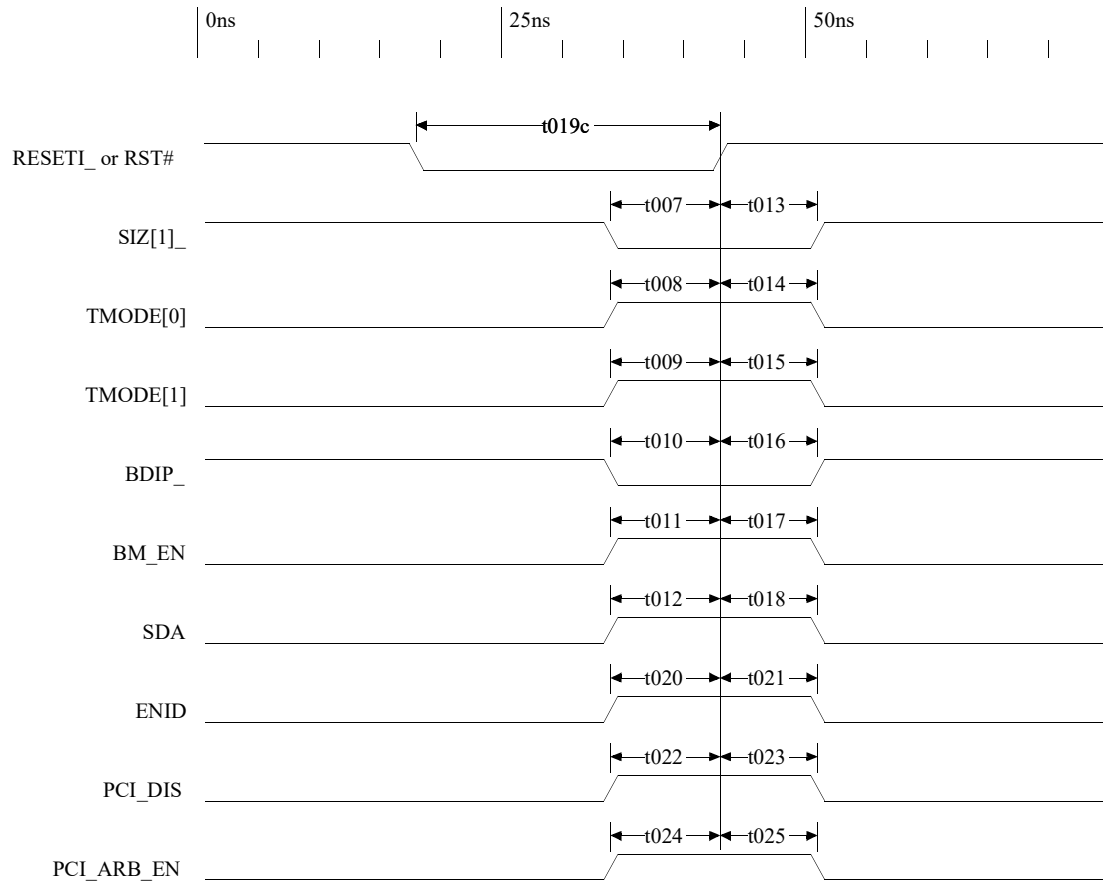 0ns 25ns 50ns
t019c
RESETI_ or RST#
t007 t013
SIZ[1]_
t008 t014
TMODE[0]
t009 t015
TMODE[1]
t010 t016
BDIP_
t011 t017
BM_EN
t012 t018
SDA
t020 t021
ENID
t022 t023
PCI_DIS
t024 t025
PCI_ARB_EN